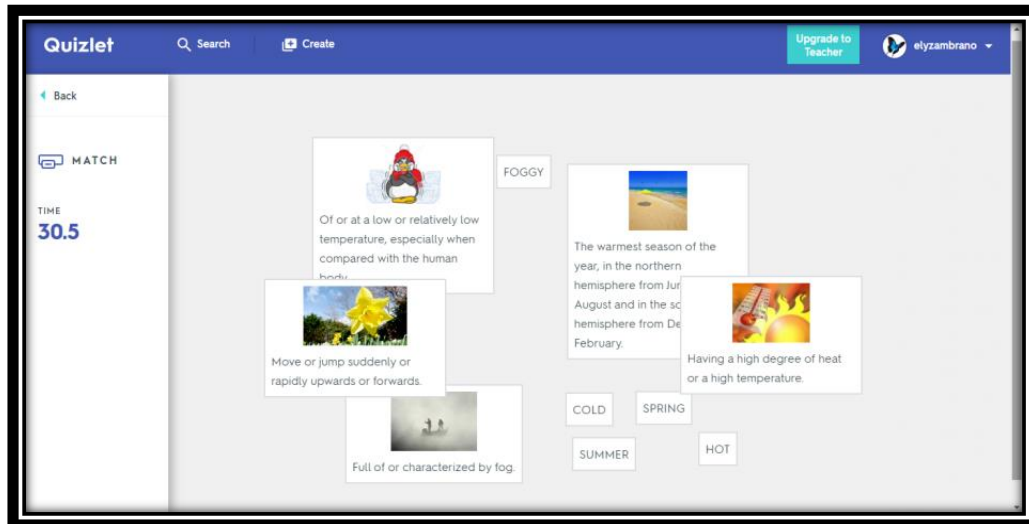 Quizlet
Search
Create
Upgrade to
Teacher
elyzambrano
Back
MATCH
TIME
30.5
Of or at a low or relatively low
temperature, especially when
compared with the human
body
FOGGY
The warmest season of the
year, in the northern
hemisphere from Jun
August and in the so
hemisphere from De
February.
Move or jump suddenly or
rapidly upwards or forwards.
Having a high degree of heat
or a high temperature.
Full of or characterized by fog.
COLD
SPRING
SUMMER
HOT